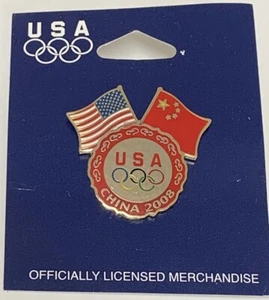 USA
USA
CHINA 2008
OFFICIALLY LICENSED MERCHANDISE